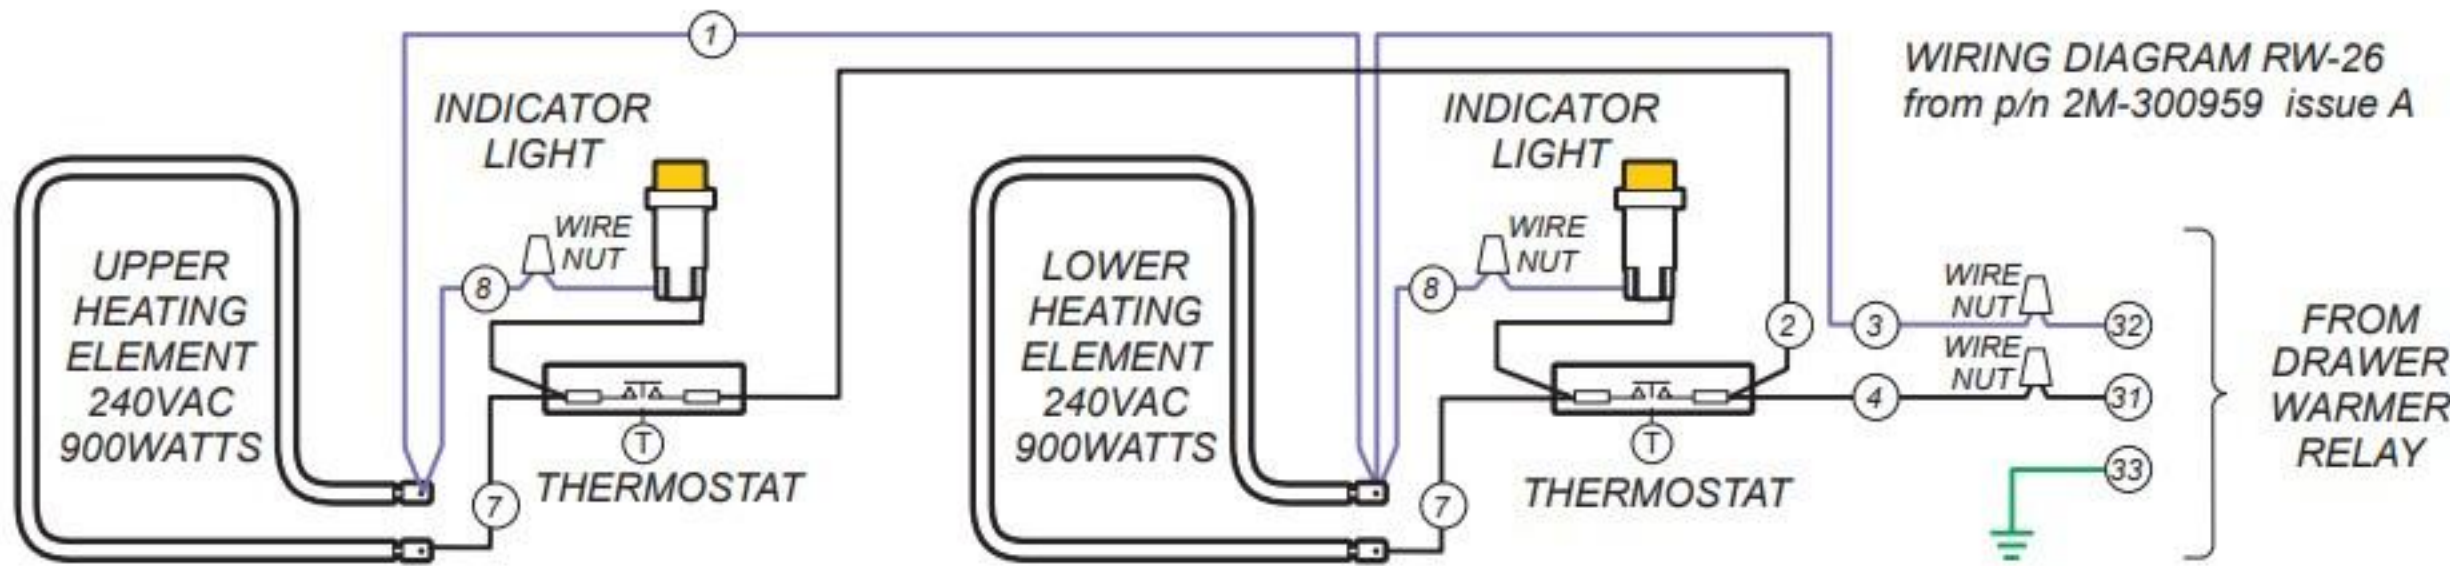 1
WIRING DIAGRAM RW-26
from p/n 2M-300959 issue A
INDICATOR
LIGHT
INDICATOR
LIGHT
WIRE
NUT
8
UPPER
HEATING
ELEMENT
240VAC
900WATTS
T
THERMOSTAT
7
WIRE
NUT
8
LOWER
HEATING
ELEMENT
240VAC
900WATTS
T
THERMOSTAT
7
2
3
WIRE
NUT
32
4
WIRE
NUT
31
33
FROM
DRAWER
WARMER
RELAY